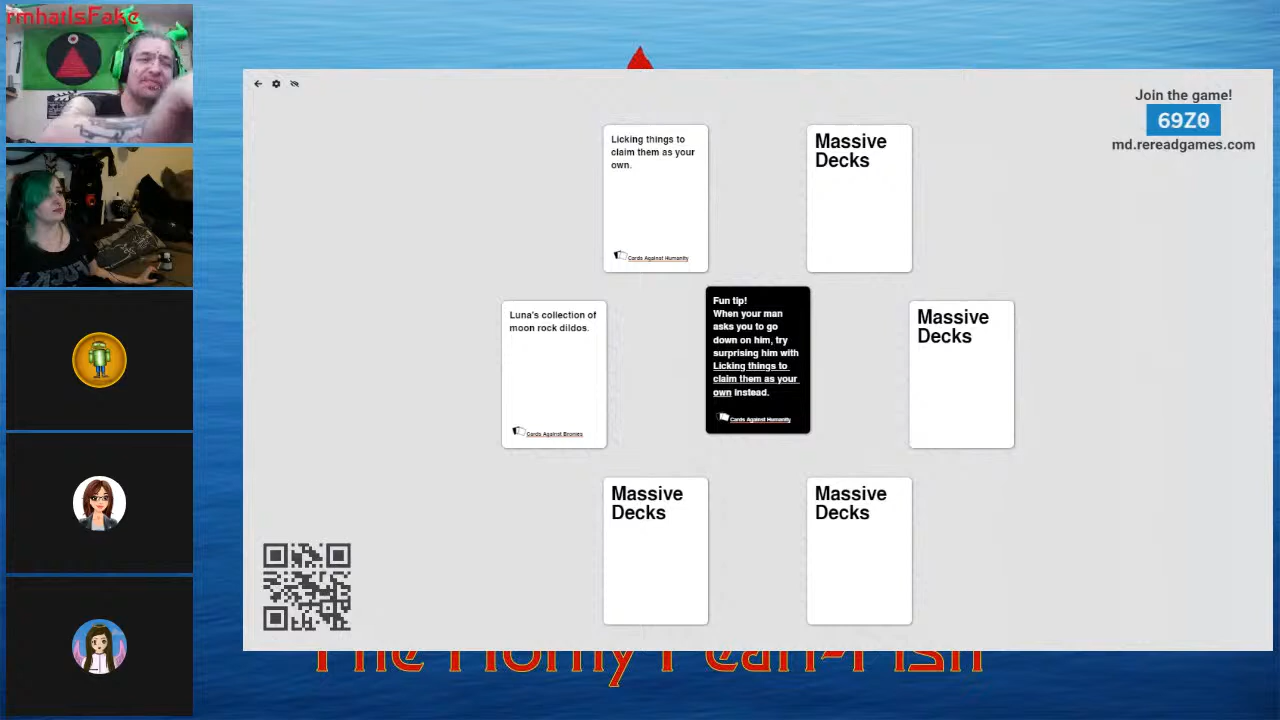 rmhatIsFake
Join the game!
69Z0
md.rereadgames.com
Licking things to
claim them as your
own.
Cards Against Humanity
Massive
Decks
Luna's collection of
moon rock dildos.
Cards Against Bromies
Fun tip!
When your man
asks you to go
down on him, try
surprising him with
Licking things to
claim them as your
own instead.
Cards Against Humanity
Massive
Decks
Massive
Decks
Massive
Decks
The Horny